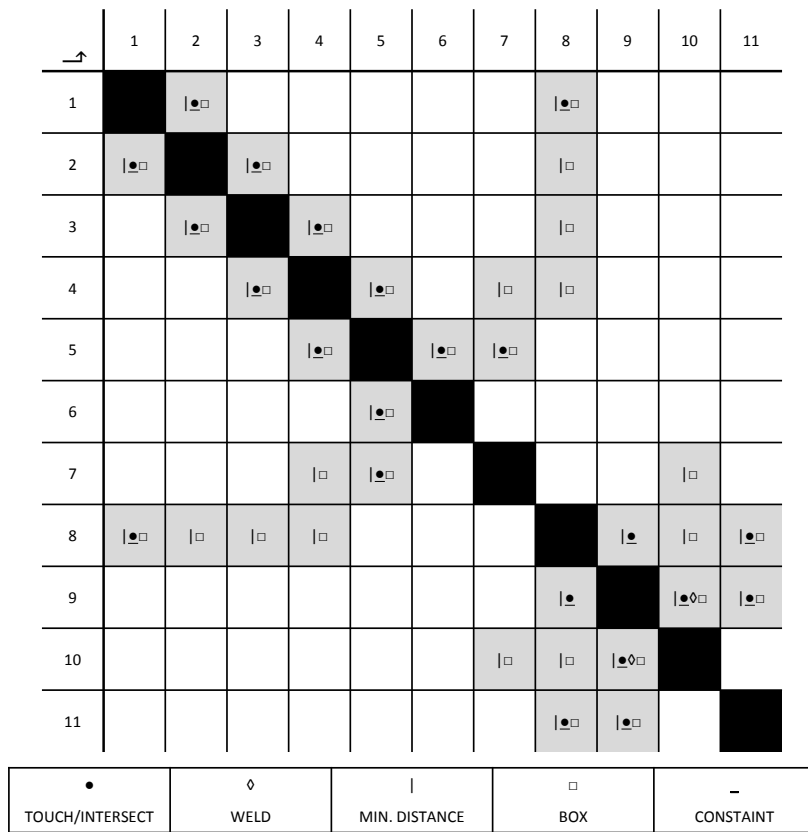 1 2 3 4 5 6 7 8 9 10 11
1 |●□ |●□
2 |●□ |●□ |□
3 |●□ |●□ |□
4 |●□ |●□ |□ |□
5 |●□ |●□ |●□
6 |●□
7 |□ |●□ |□
8 |●□ |□ |□ |□ |● |□ |●□
9 |● |●◊□ |●□
10 |□ |□ |●◊□
11 |●□ |●□
● ◊ | □ _
TOUCH/INTERSECT WELD MIN. DISTANCE BOX CONSTAINT